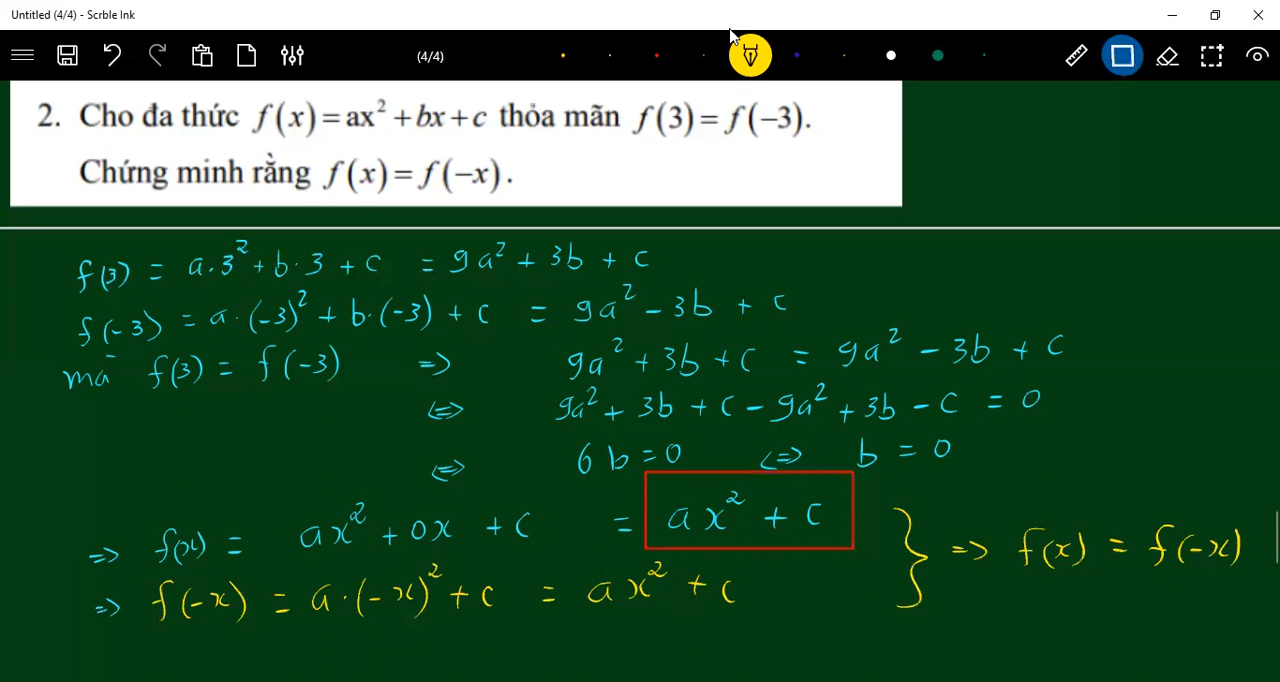 Untitled (4/4) - Scrble Ink
(4/4)
2. Cho đa thức f(x) = ax² + bx + c thỏa mãn f(3) = f(−3).
Chứng minh rằng f(x) = f(−x).
f(3) = a.3² + b.3 + c = 9a² + 3b + c
f(-3) = a.(-3)² + b.(-3) + c = 9a² - 3b + c
mà f(3) = f(-3) => 9a² + 3b + c = 9a² - 3b + c
<=> 9a² + 3b + c - 9a² + 3b - c = 0
<=> 6b = 0 <=> b = 0
=> f(x) = ax² + 0x + c = ax² + c
=> f(-x) = a.(-x)² + c = ax² + c } => f(x) = f(-x)